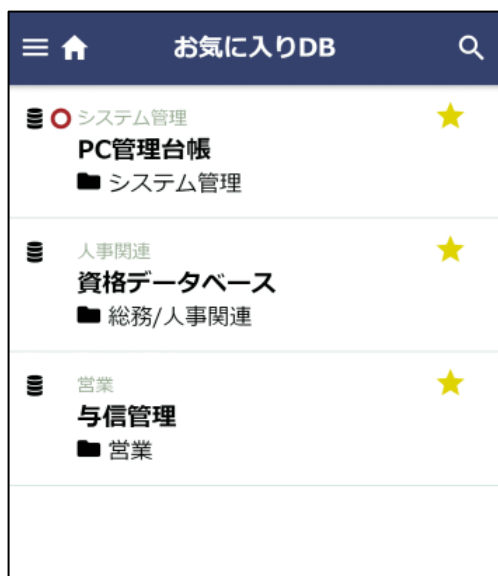 お気に入りDB
システム管理
PC管理台帳
システム管理
人事関連
資格データベース
総務/人事関連
営業
与信管理
営業